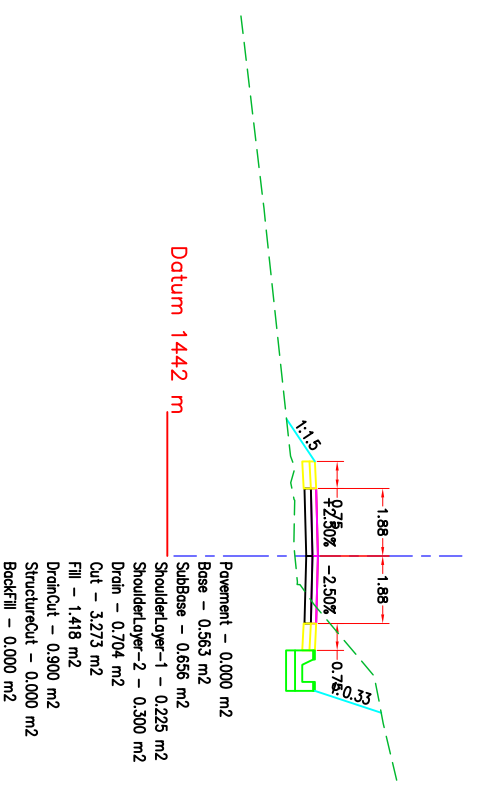 1:1.5
0.75
1.88
+2.50%
-2.50%
1.88
0.75
0.33
Datum 1442 m
Pavement - 0.000 m2
Base - 0.563 m2
SubBase - 0.656 m2
ShoulderLayer-1 - 0.225 m2
ShoulderLayer-2 - 0.300 m2
Drain - 0.704 m2
Cut - 3.273 m2
Fill - 1.418 m2
DrainCut - 0.900 m2
StructureCut - 0.000 m2
BackFill - 0.000 m2